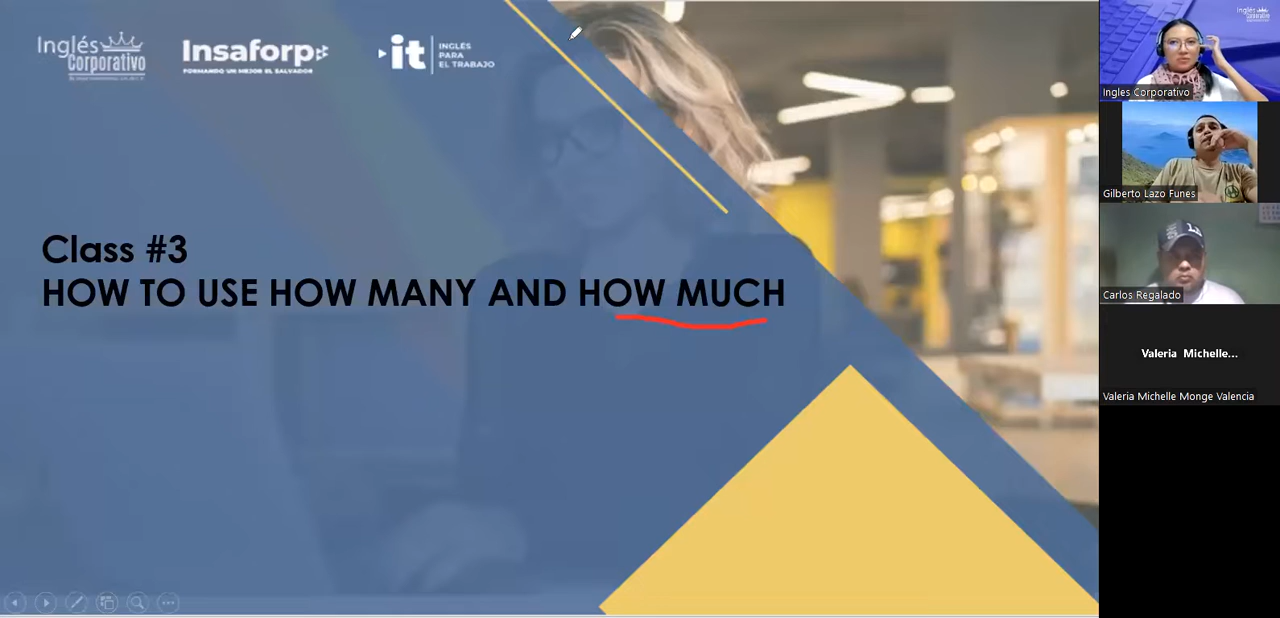 Inglés
Corporativo
Insaforp
FORMANDO UN MEJOR EL SALVADOR
it
INGLÉS
PARA
EL TRABAJO
Class #3
HOW TO USE HOW MANY AND HOW MUCH
Ingles Corporativo
Gilberto Lazo Funes
Carlos Regalado
Valeria Michelle...
Valeria Michelle Monge Valencia